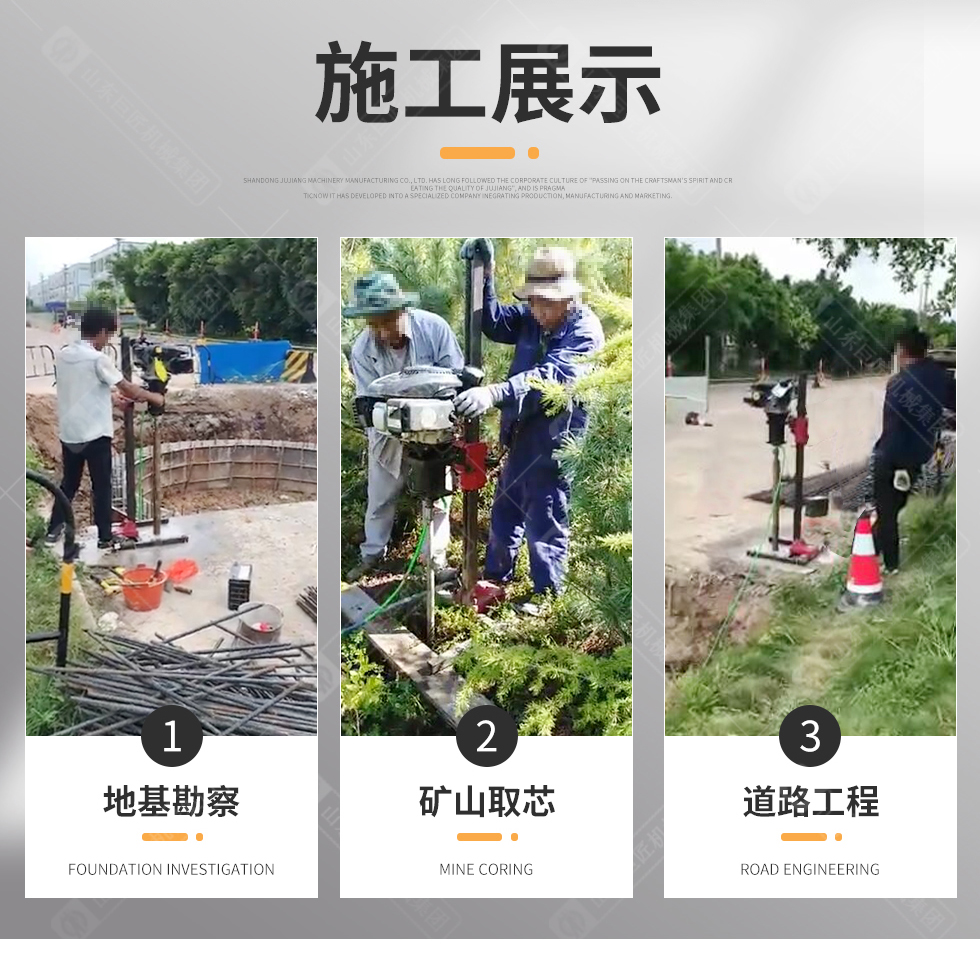 施工展示
SHANDONG JUJIANG MACHINERY MANUFACTURING CO., LTD. HAS LONG FOLLOWED THE CORPORATE CULTURE OF "PASSING ON THE CRAFTSMAN'S SPIRIT AND CR
EATING THE QUALITY OF JUJIANG", AND IS PRAGMA
TIC.NOW IT HAS DEVELOPED INTO A SPECIALIZED COMPANY INEGRATING PRODUCTION, MANUFACTURING AND MARKETING.
1
2
3
地基勘察
矿山取芯
道路工程
FOUNDATION INVESTIGATION
MINE CORING
ROAD ENGINEERING